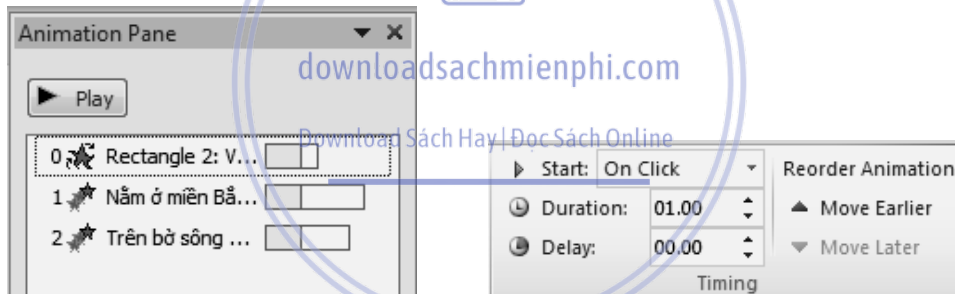 Animation Pane
Play
0 Rectangle 2: V...
1 Nằm ở miền Bắ...
2 Trên bờ sông ...
downloadsachmienphi.com
Download Sách Hay | Đọc Sách Online
Start: On Click
Duration: 01.00
Delay: 00.00
Timing
Reorder Animation
Move Earlier
Move Later